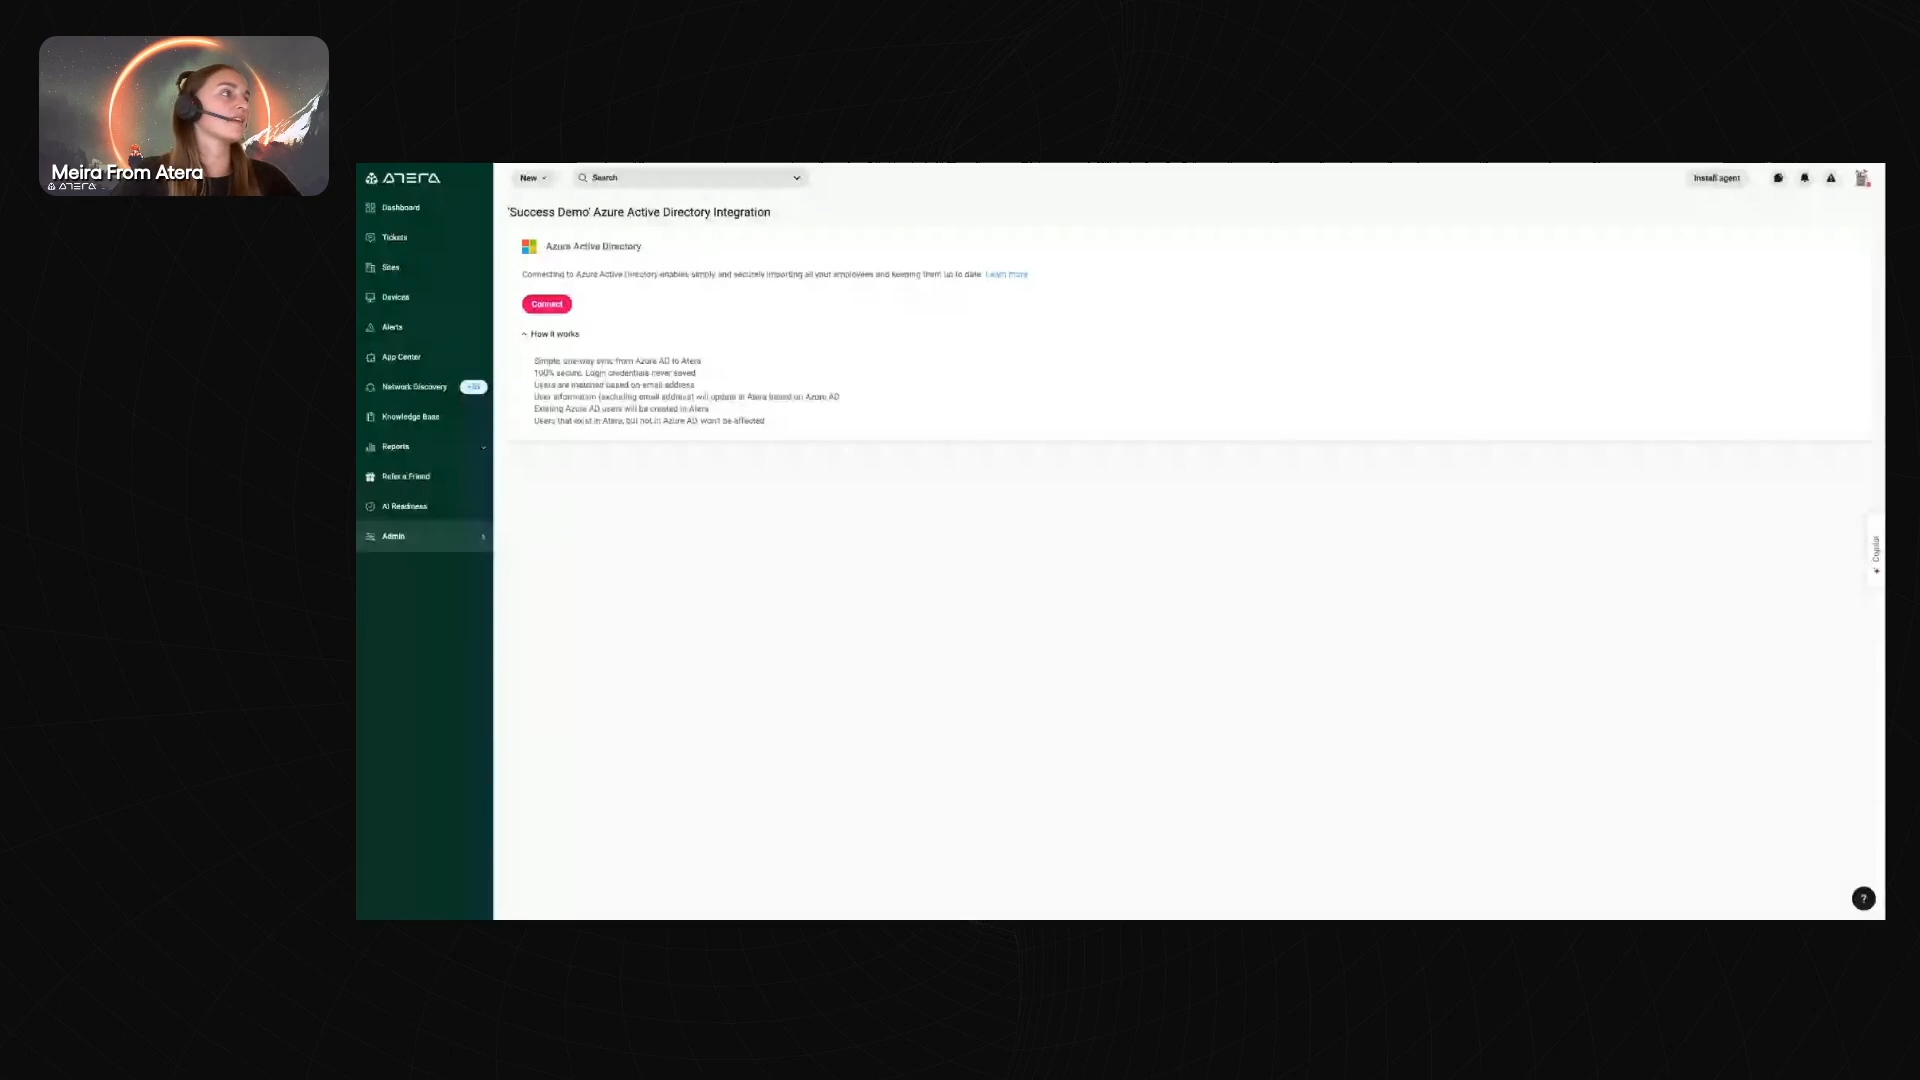 Meira From Atera
ATERA
ATERA
New
Search
Install agent
Dashboard
Tickets
Sites
Devices
Alerts
App Center
Network Discovery
Knowledge Base
Reports
Refer a Friend
AI Readiness
Admin
'Success Demo' Azure Active Directory Integration
Azure Active Directory
Connecting to Azure Active Directory enables simply and securely importing all your employees and keeping them up to date. Learn more
Connect
How it works
Simple, one-way sync from Azure AD to Atera
100% secure. Login credentials never saved
Users are matched based on email address
User information (excluding email address) will update in Atera based on Azure AD
Existing Azure AD users will be created in Atera
Users that exist in Atera, but not in Azure AD, won't be affected
Copilot
?